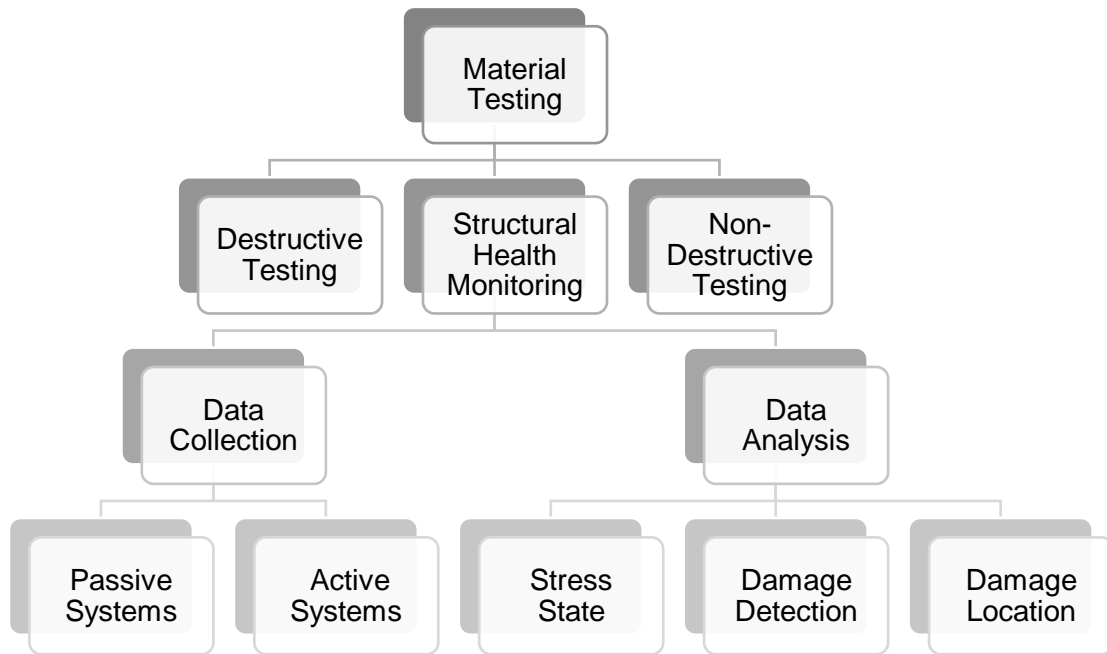 Material
Testing
Destructive
Testing
Structural
Health
Monitoring
Non-
Destructive
Testing
Data
Collection
Data
Analysis
Passive
Systems
Active
Systems
Stress
State
Damage
Detection
Damage
Location